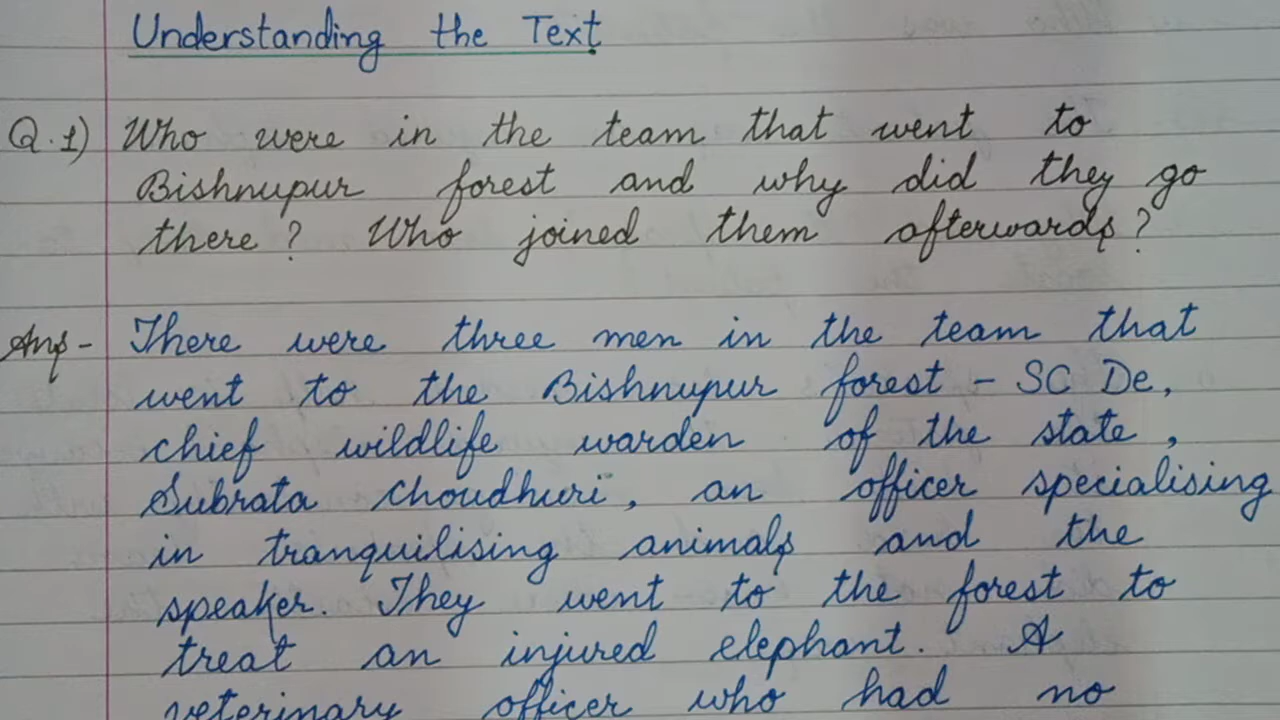 Understanding the Text
Q.1) Who were in the team that went to
Bishnupur forest and why did they go
there? Who joined them afterwards?
Ans- There were three men in the team that
went to the Bishnupur forest - SC De,
chief wildlife warden of the state,
Subrata Choudhuri, an officer specialising
in tranquilising animals and the
speaker. They went to the forest to
treat an injured elephant. A
veterinary officer who had no